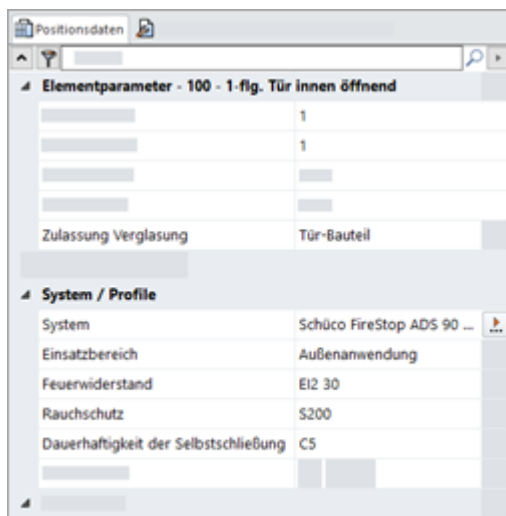 Positionsdaten
Elementparameter - 100 - 1-flg. Tür innen öffnend
1
1
Zulassung Verglasung Tür-Bauteil
System / Profile
System Schüco FireStop ADS 90 ...
Einsatzbereich Außenanwendung
Feuerwiderstand EI2 30
Rauchschutz S200
Dauerhaftigkeit der Selbstschließung C5